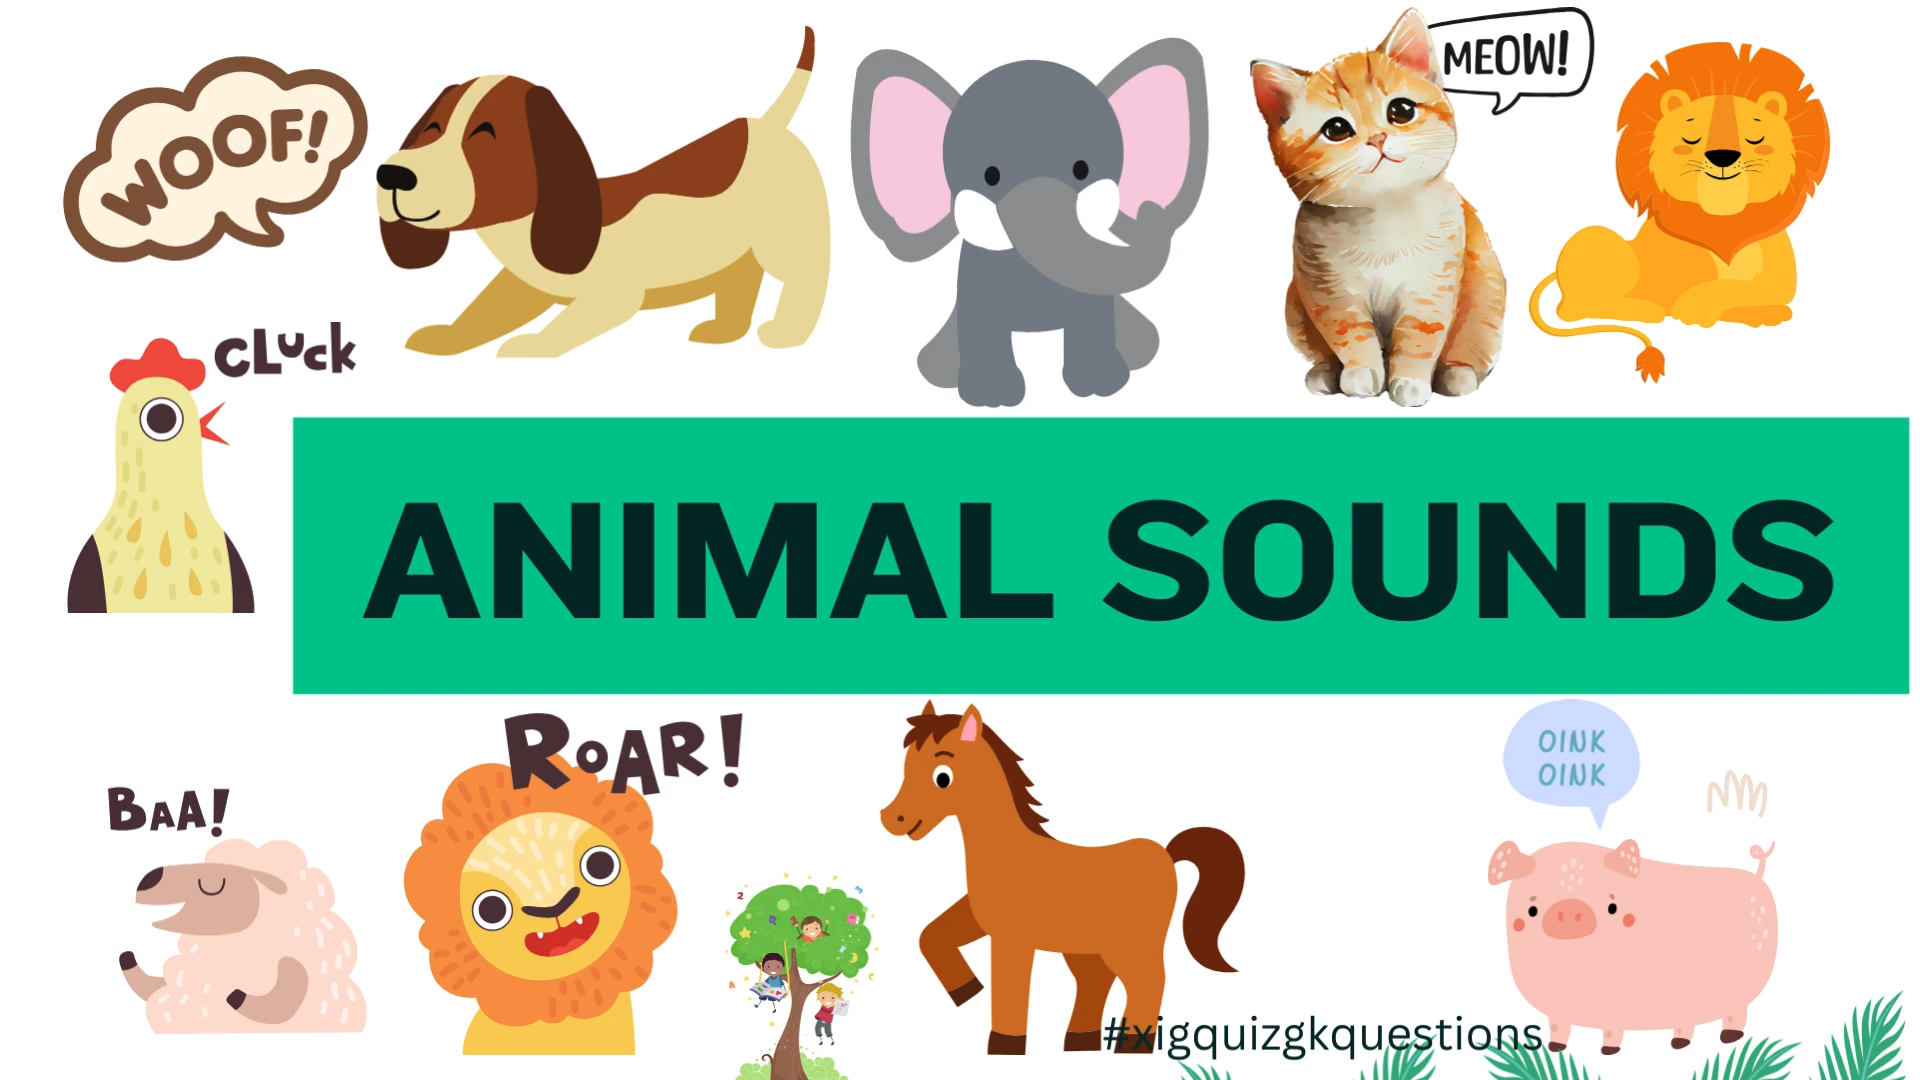 WOOF!
MEOW!
CLuck
ANIMAL SOUNDS
RoAR!
BAA!
OINK
OINK
#xigquizgkquestions